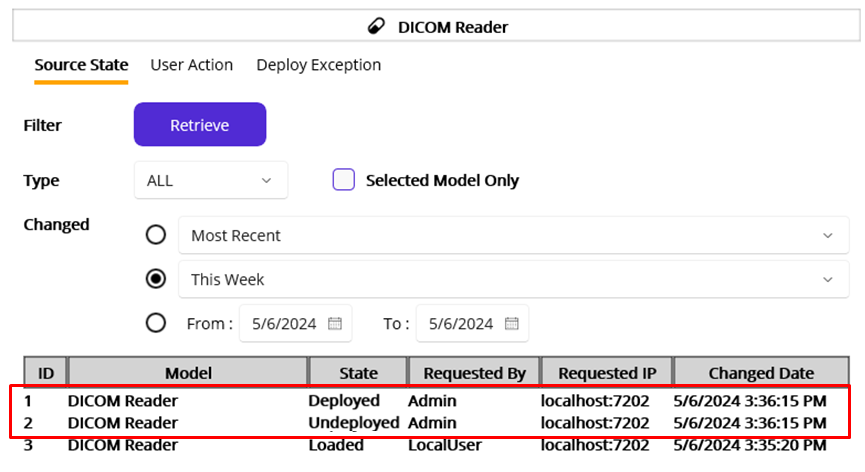 DICOM Reader
Source State User Action Deploy Exception
Filter Retrieve
Type ALL Selected Model Only
Changed Most Recent
This Week
From : 5/6/2024 To : 5/6/2024
ID Model State Requested By Requested IP Changed Date
1 DICOM Reader Deployed Admin localhost:7202 5/6/2024 3:36:15 PM
2 DICOM Reader Undeployed Admin localhost:7202 5/6/2024 3:36:15 PM
3 DICOM Reader Loaded LocalUser localhost:7202 5/6/2024 3:35:20 PM